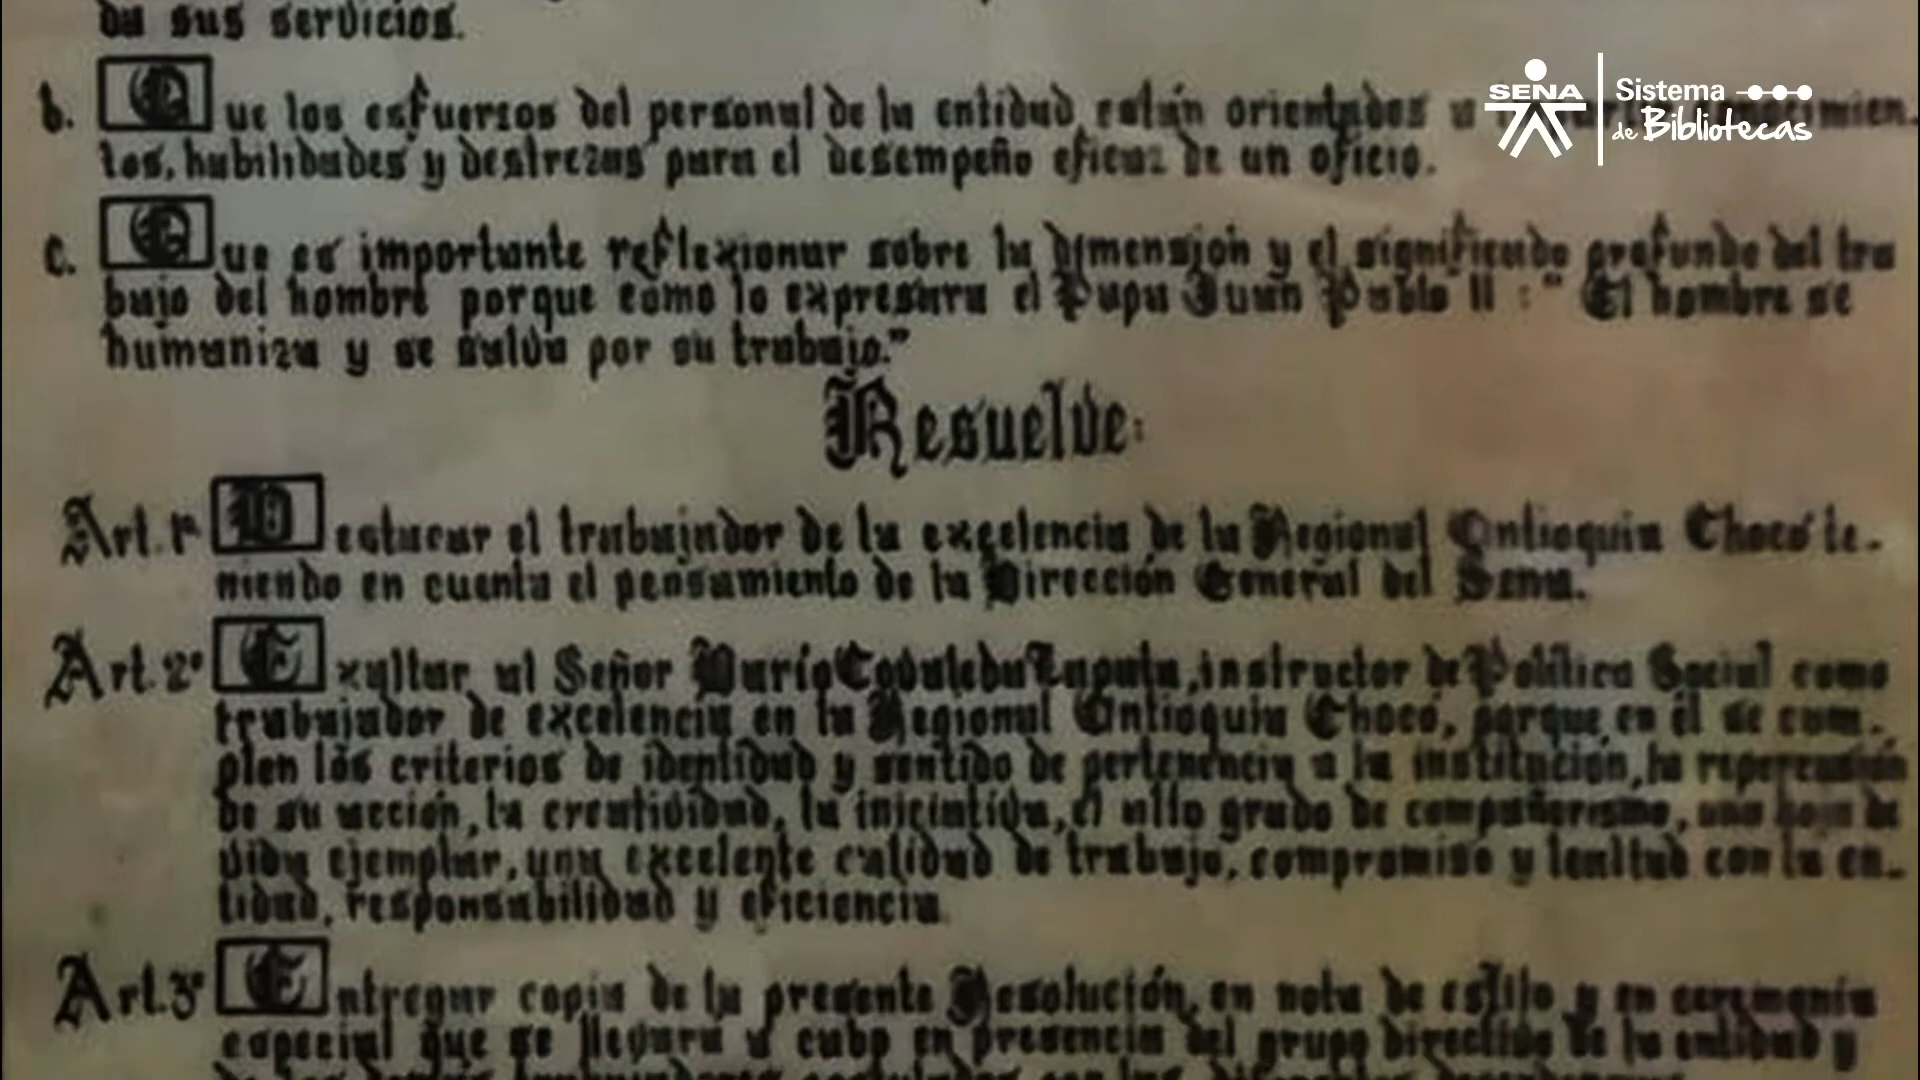 da sus servicios.
SENA Sistema de Bibliotecas
b. Que los esfuerzos del personal de la entidad están orientados a mien.
tos, habilidades y destrezas para el desempeño eficaz de un oficio.
c. Que es importante reflexionar sobre la dimensión y el significado profundo del tra
bajo del hombre porque como lo expresara el Papa Juan Pablo II : "El hombre se
humaniza y se salva por su trabajo."
Resuelve:
Art. 1º Destacar el trabajador de la excelencia de la Regional Antioquia Chocó te-
niendo en cuenta el pensamiento de la Dirección General del Sena.
Art. 2º Exaltar al Señor Zapata, instructor de Política Social como
trabajador de excelencia en la Regional Antioquia Chocó, porque en él se cum-
plen los criterios de identidad y sentido de pertenencia a la institución, la repercusión
de su acción, la creatividad, la iniciativa, el alto grado de compañerismo, una hoja de
vida ejemplar, una excelente calidad de trabajo, compromiso y lealtad con la en-
tidad, responsabilidad y eficiencia.
Art. 3º Entregar copia de la presente Resolución, en nota de estilo y en ceremonia
especial que se llevará a cabo en presencia del grupo directivo de la entidad y